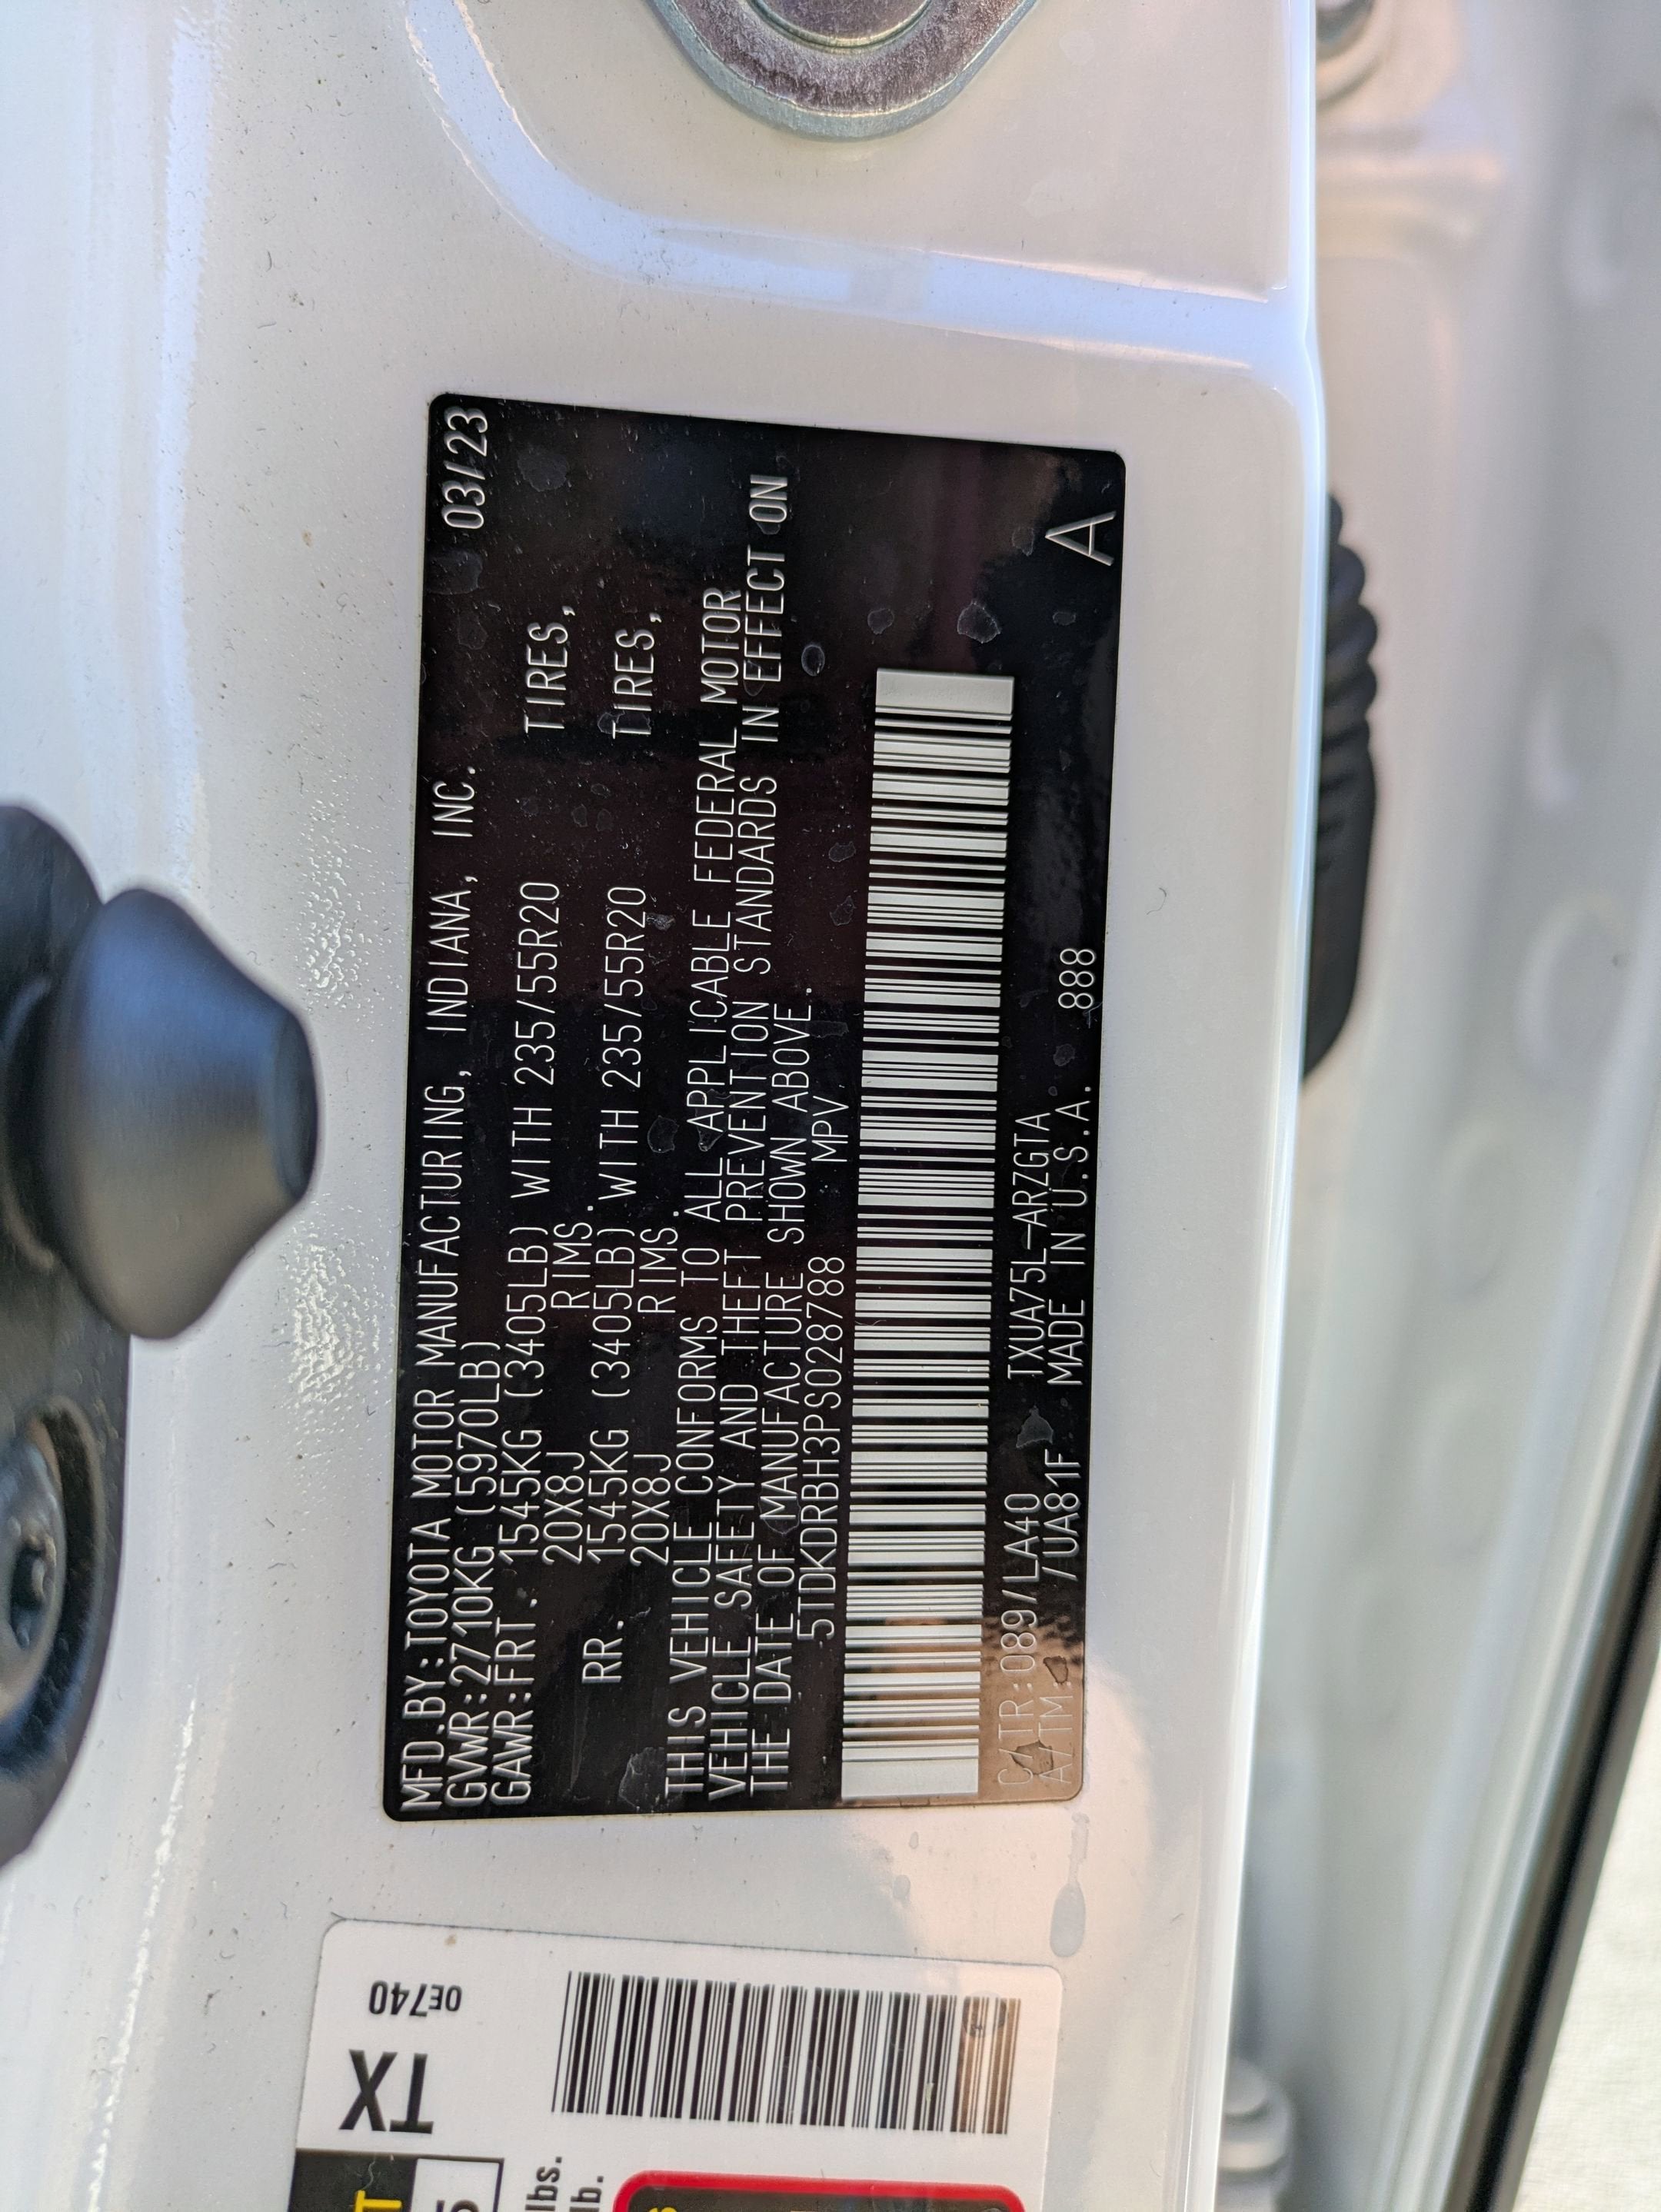 MFD.BY:TOYOTA MOTOR MANUFACTURING, INDIANA, INC. 03/23
GVWR:2710KG (5970LB)
GAWR:FRT. 1545KG (3405LB) WITH 235/55R20 TIRES,
20X8J RIMS.
RR. 1545KG (3405LB) WITH 235/55R20 TIRES,
20X8J RIMS.
THIS VEHICLE CONFORMS TO ALL APPLICABLE FEDERAL MOTOR
VEHICLE SAFETY AND THEFT PREVENTION STANDARDS IN EFFECT ON
THE DATE OF MANUFACTURE SHOWN ABOVE.
5TDKDRBH3PS028788 MPV
C/TR:089/LA40 TXUA75L-ARZGTA
A/TM: /UA81F MADE IN U.S.A. 888
A
TX
0E740
lbs.
lb.